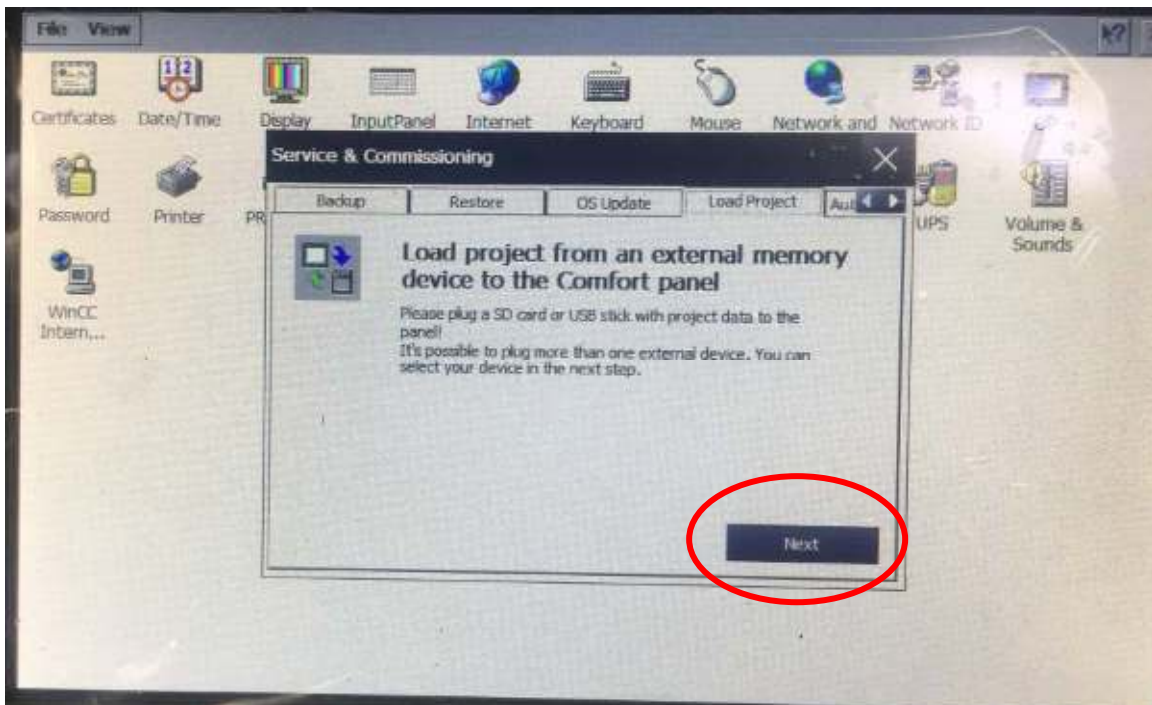 File View
Certificates Date/Time Display InputPanel Internet Keyboard Mouse Network and Network ID OP
Service & Commissioning
Backup Restore OS Update Load Project Aut
Password Printer PR UPS Volume &
Sounds
Load project from an external memory
device to the Comfort panel
WinCC
Intern...
Please plug a SD card or USB stick with project data to the
panel!
It's possible to plug more than one external device. You can
select your device in the next step.
Next